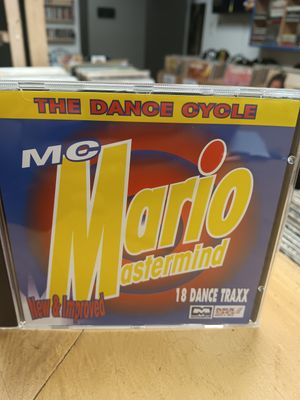 THE DANCE CYCLE
MC
Mario
Mastermind
New & Improved
18 DANCE TRAXX